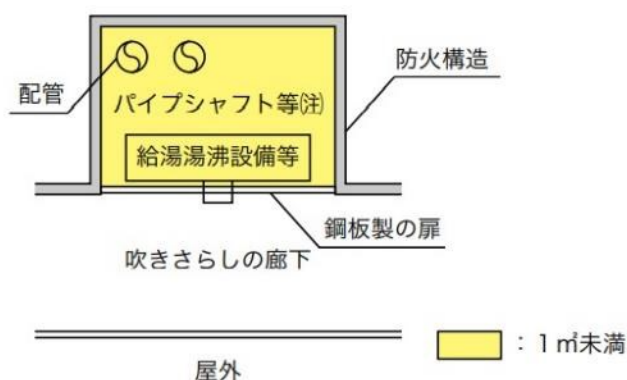 配管
パイプシャフト等㊟
給湯湯沸設備等
防火構造
鋼板製の扉
吹きさらしの廊下
屋外
：1㎡未満